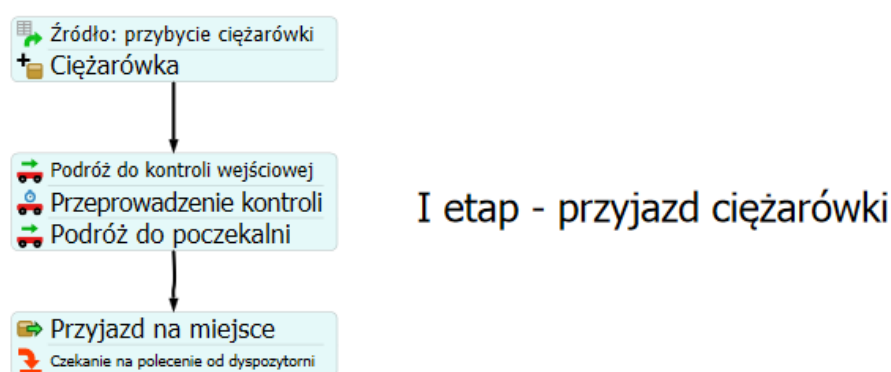 Źródło: przybycie ciężarówki
Ciężarówka
Podróż do kontroli wejściowej
Przeprowadzenie kontroli
Podróż do poczekalni
I etap - przyjazd ciężarówki
Przyjazd na miejsce
Czekanie na polecenie od dyspozytorni